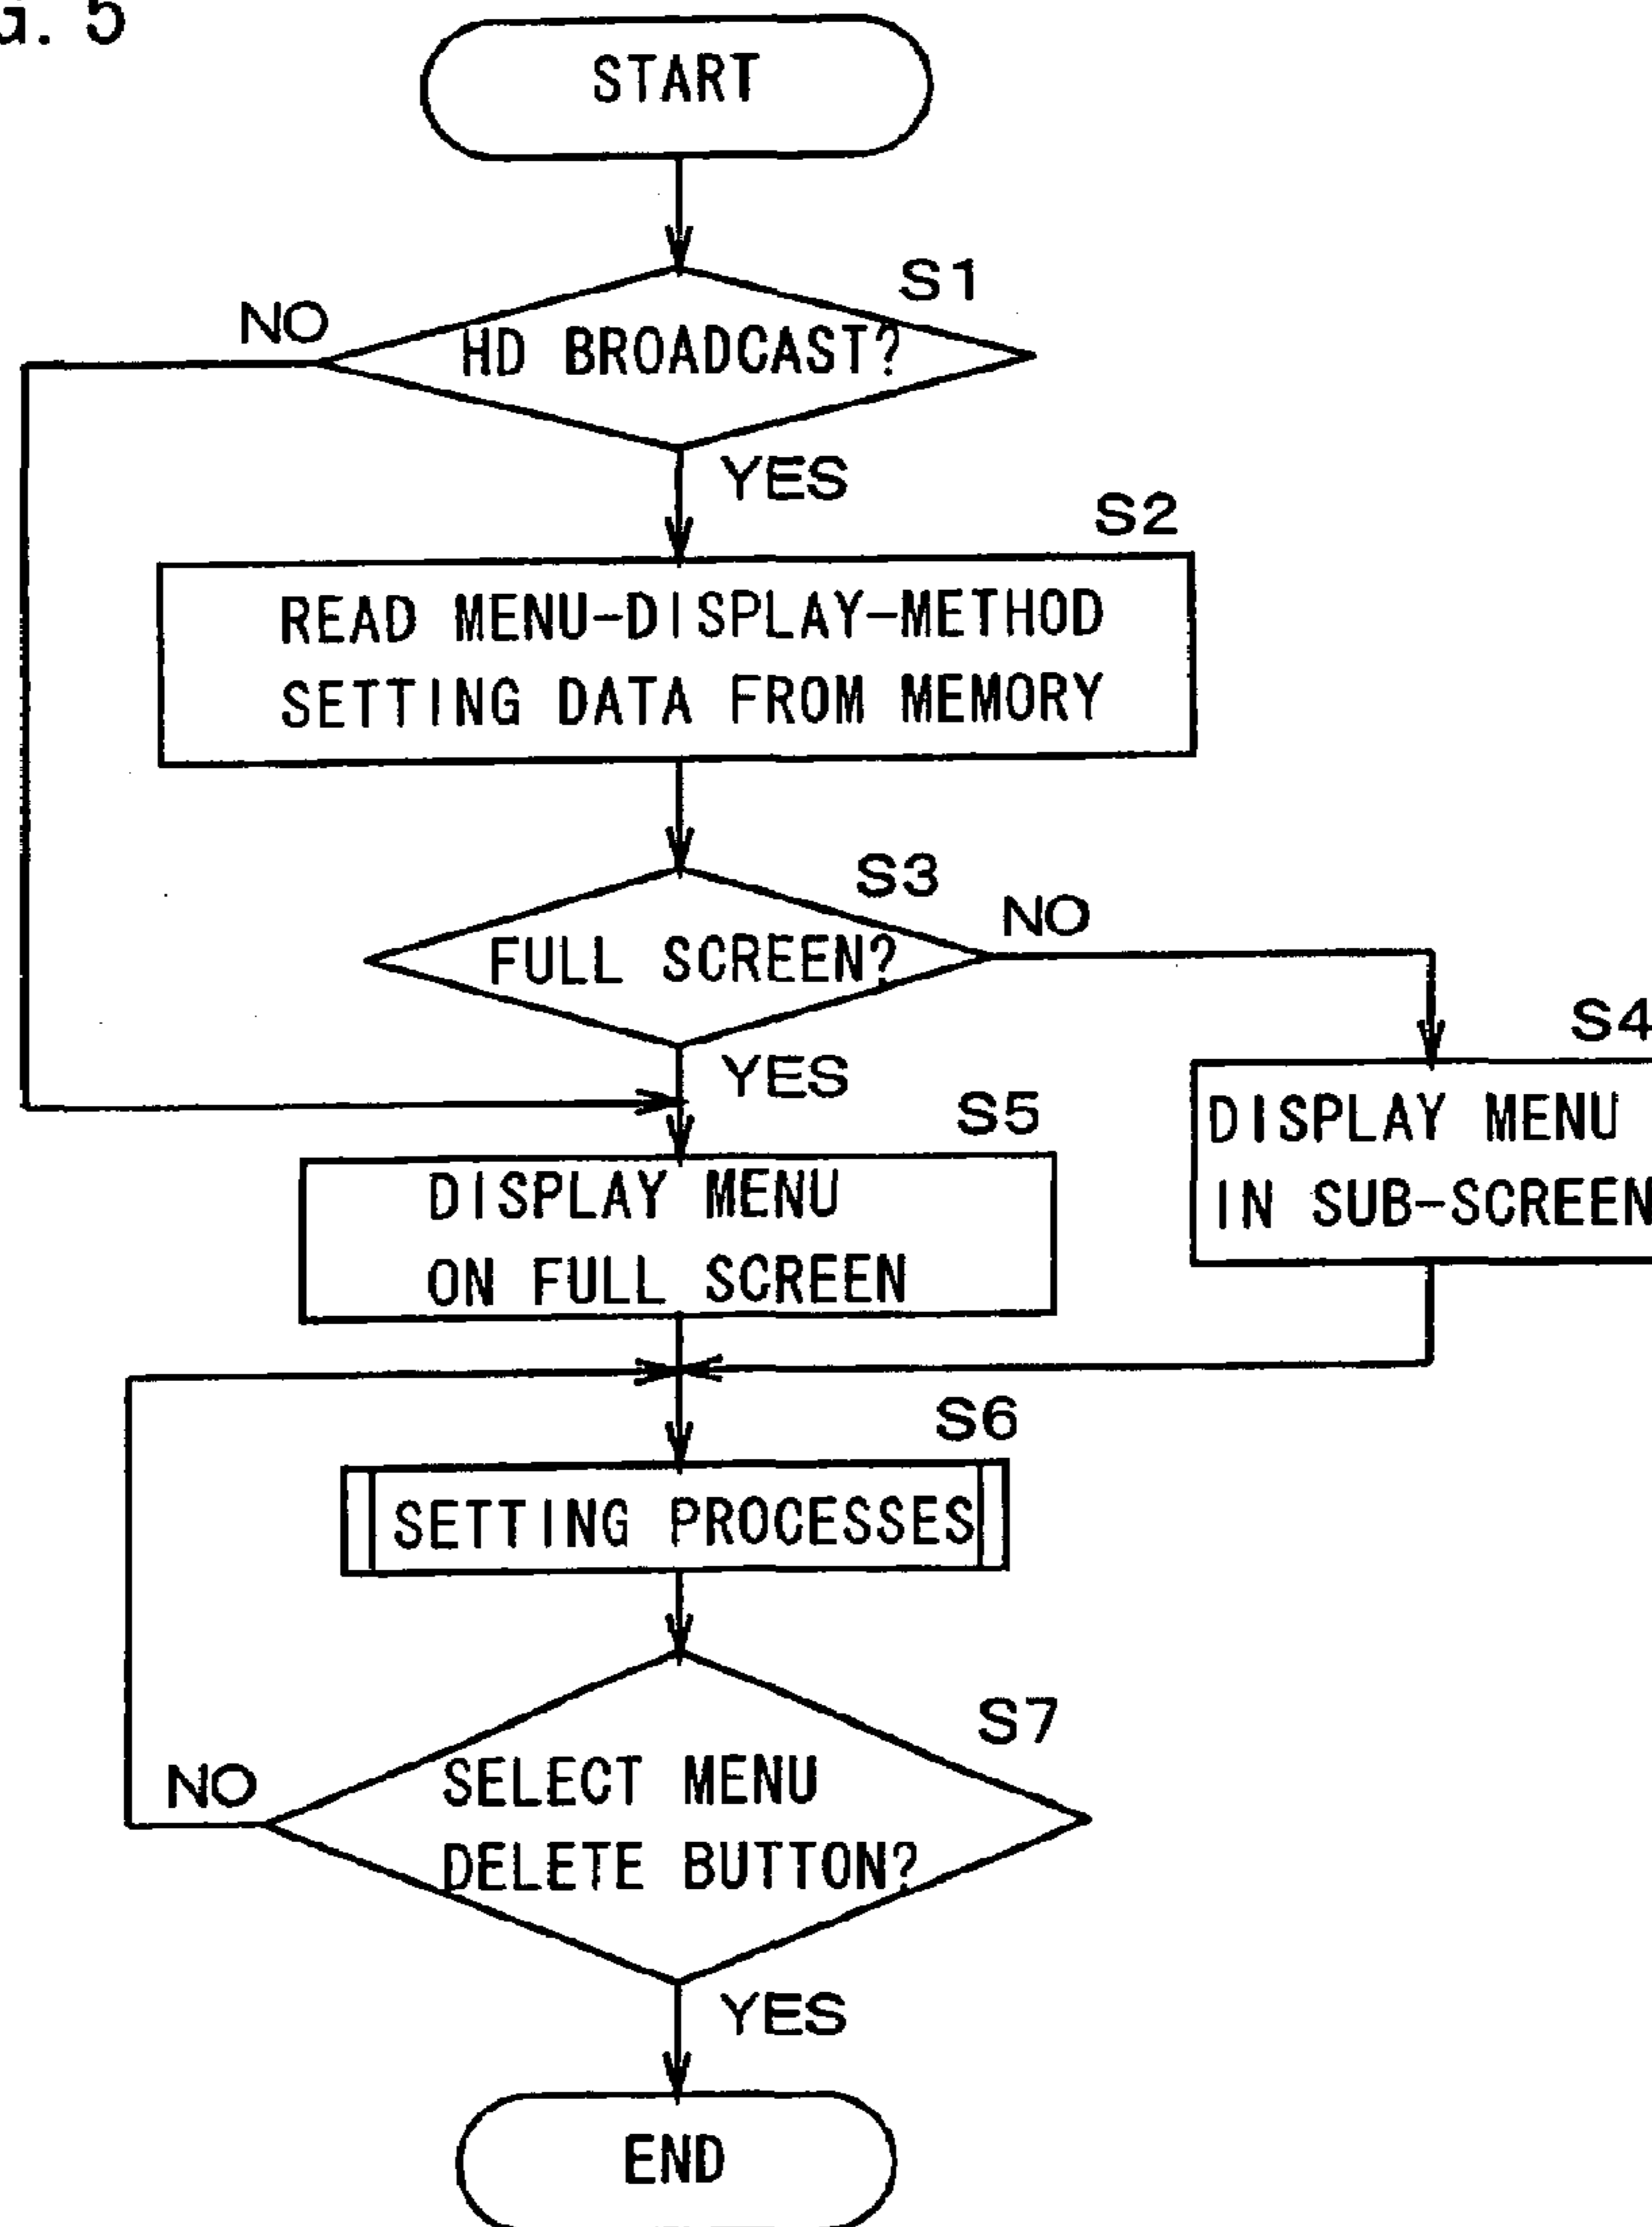 5
START
S1
NO
HD BROADCAST?
YES
S2
READ MENU-DISPLAY-METHOD
SETTING DATA FROM MEMORY
S3
NO
FULL SCREEN?
YES
S4
DISPLAY MENU
IN SUB-SCREEN
S5
DISPLAY MENU
ON FULL SCREEN
S6
SETTING PROCESSES
S7
NO
SELECT MENU
DELETE BUTTON?
YES
END